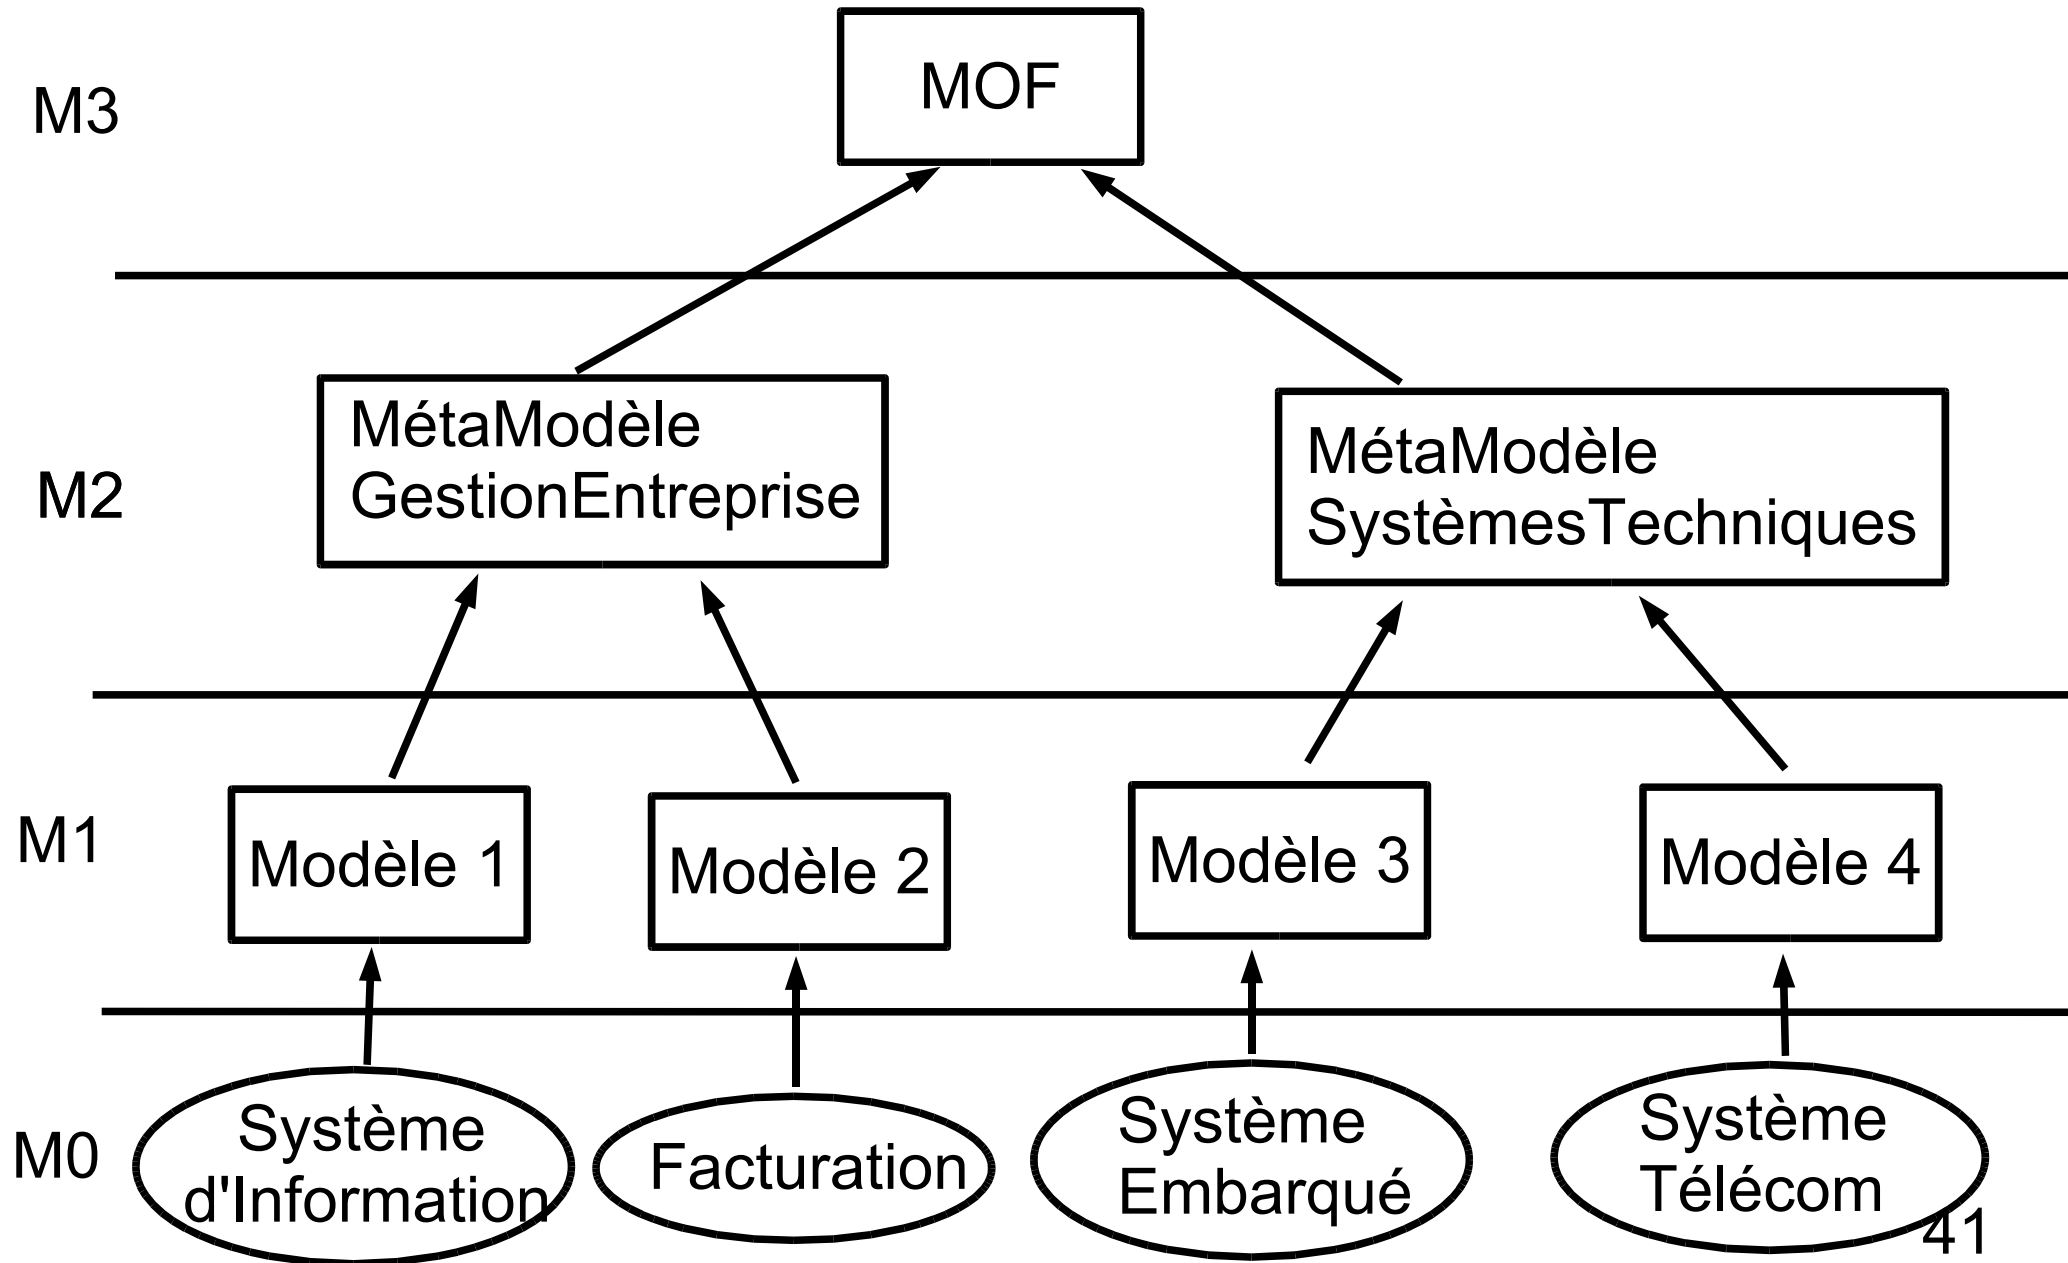 MOF
M3
MétaModèle
GestionEntreprise
MétaModèle
SystèmesTechniques
M2
M1
Modèle 1
Modèle 2
Modèle 3
Modèle 4
M0
Système
d'Information
Facturation
Système
Embarqué
Système
Télécom
41